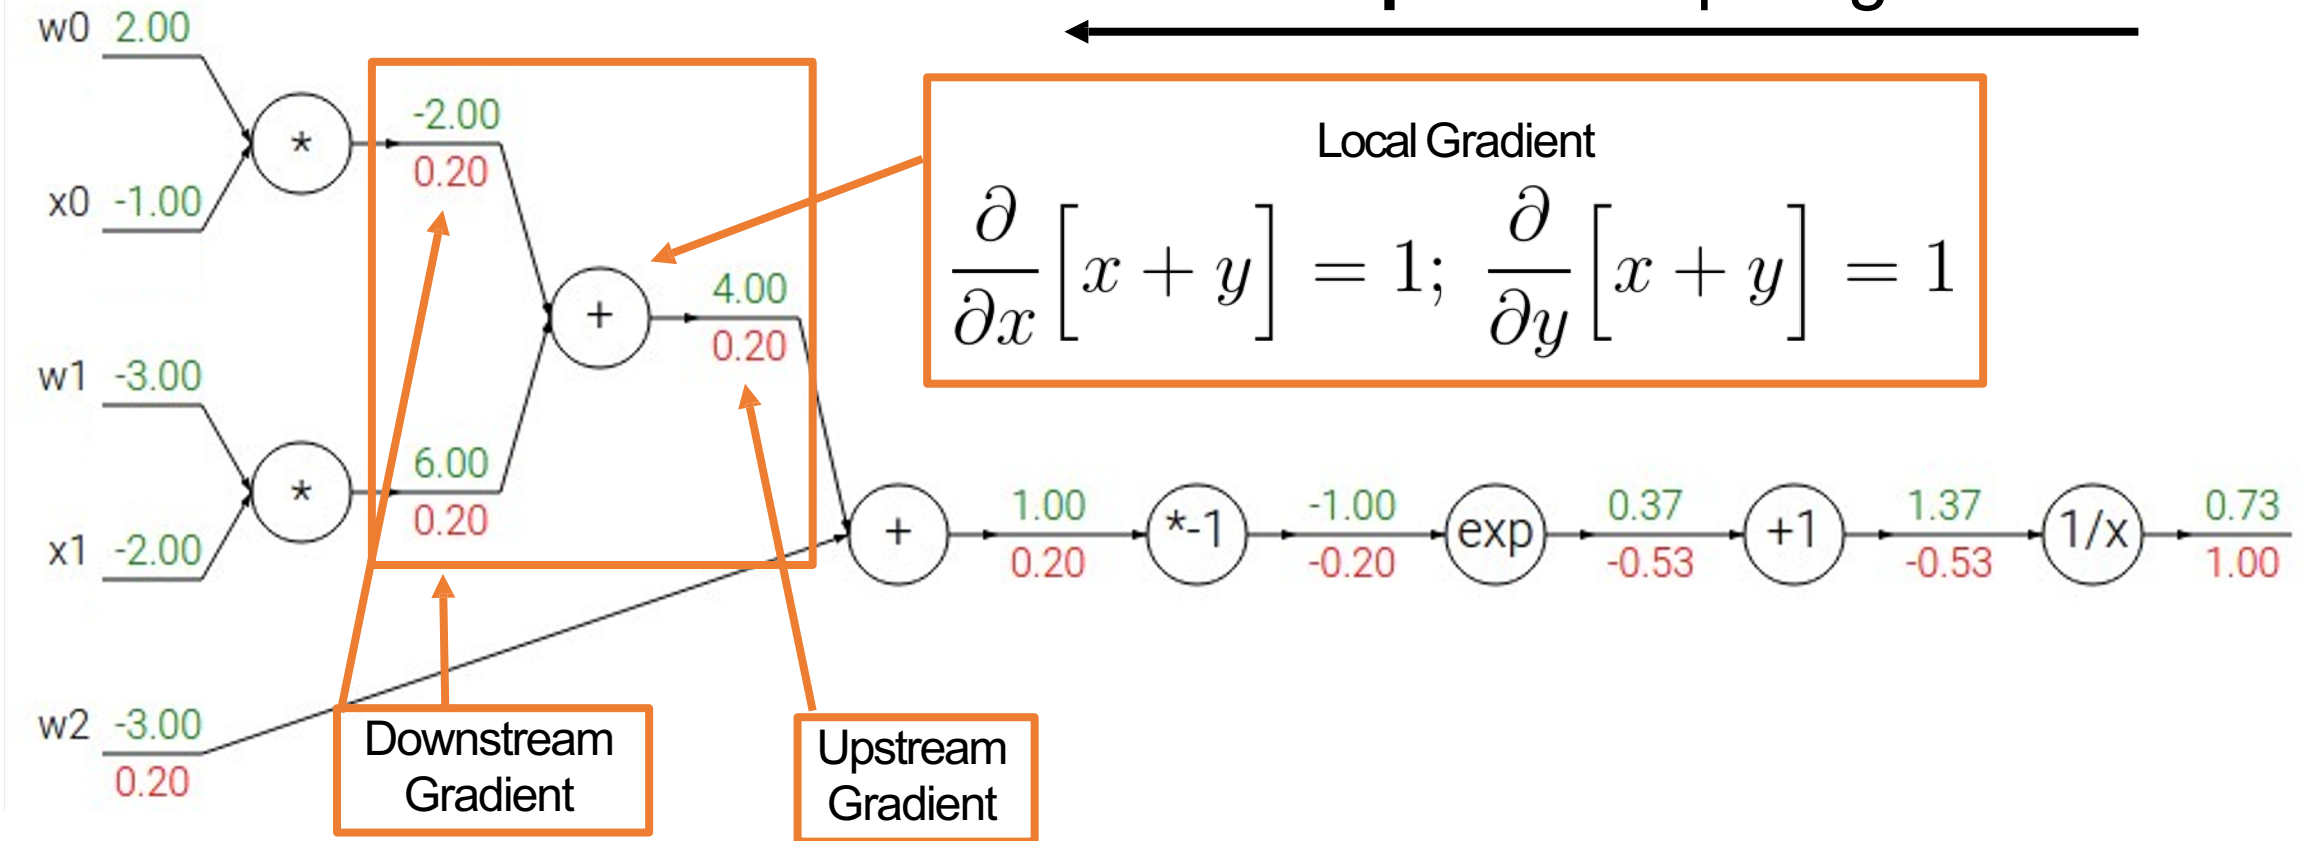 w0 2.00
x0 -1.00
*
-2.00
0.20
w1 -3.00
x1 -2.00
*
6.00
0.20
+
4.00
0.20
w2 -3.00
0.20
+
1.00
0.20
*-1
-1.00
-0.20
exp
0.37
-0.53
+1
1.37
-0.53
1/x
0.73
1.00
Local Gradient
∂/∂x [x + y] = 1; ∂/∂y [x + y] = 1
Downstream
Gradient
Upstream
Gradient